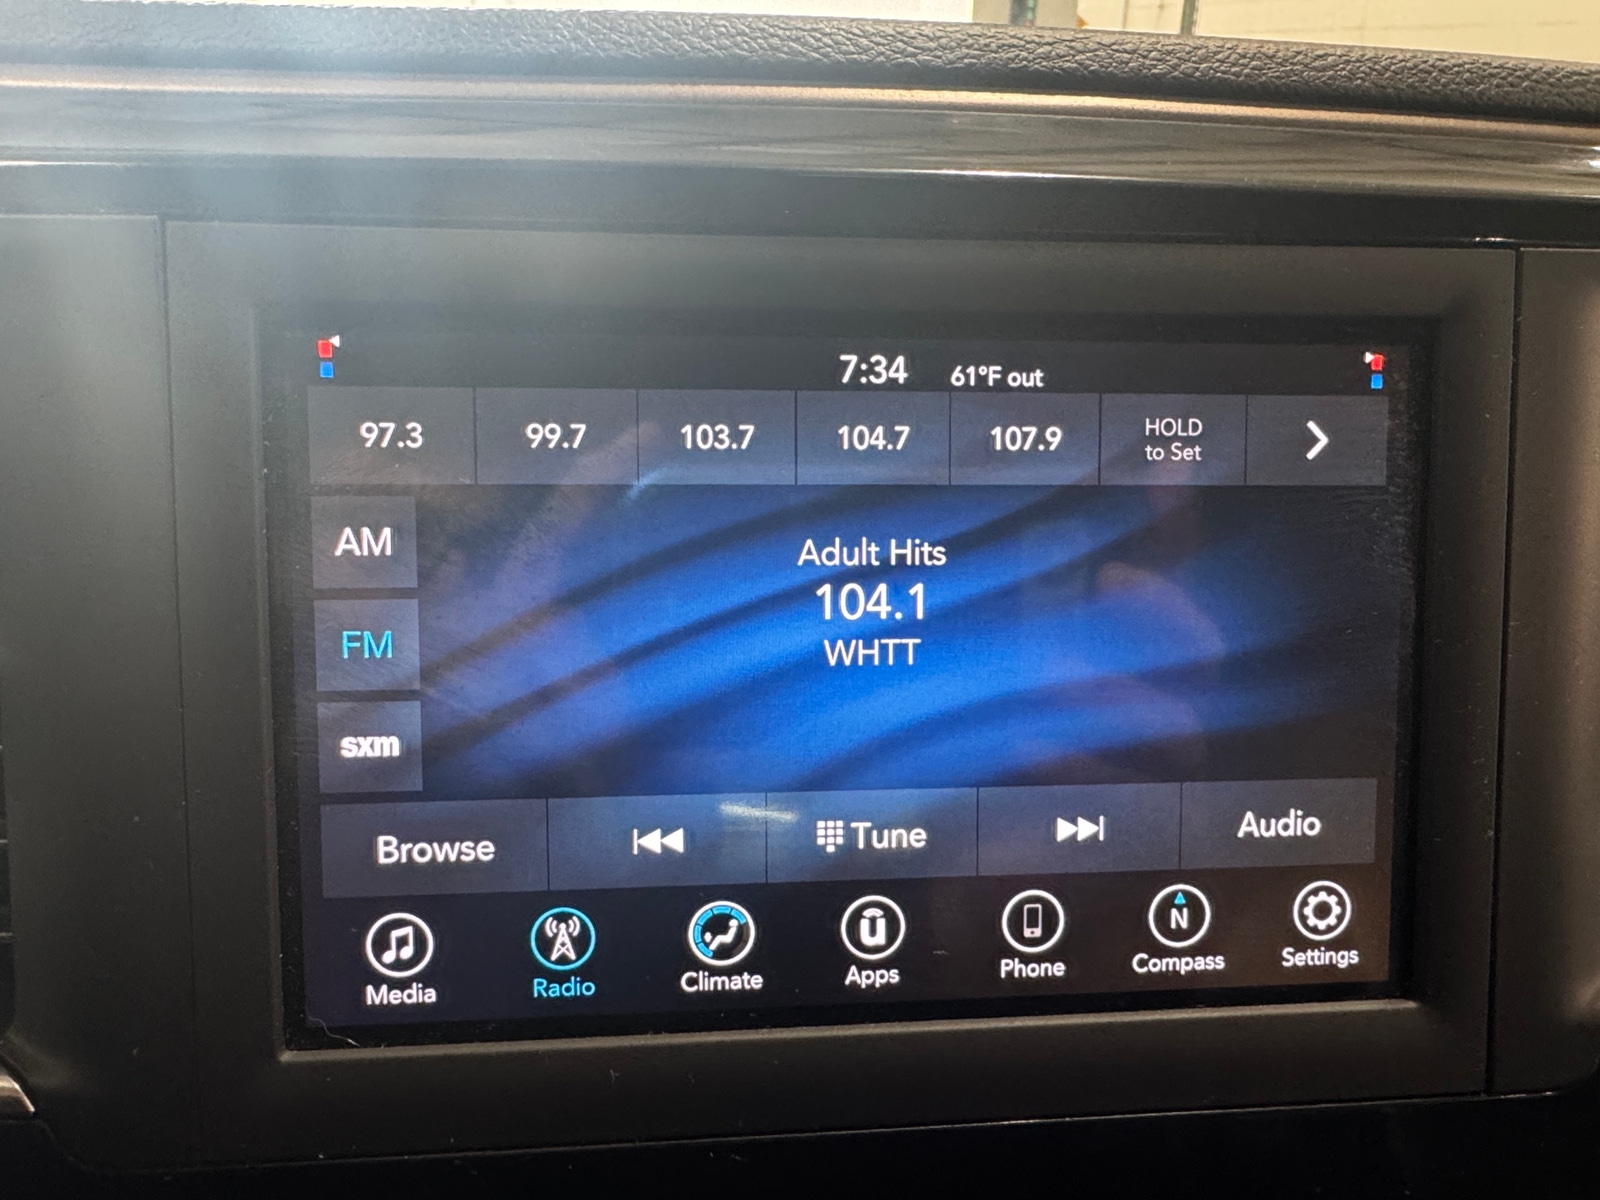 7:34 61°F out
97.3 99.7 103.7 104.7 107.9 HOLD
to Set
AM
Adult Hits
104.1
FM
WHTT
sxm
Browse Tune Audio
N
Media Radio Climate Apps Phone Compass Settings